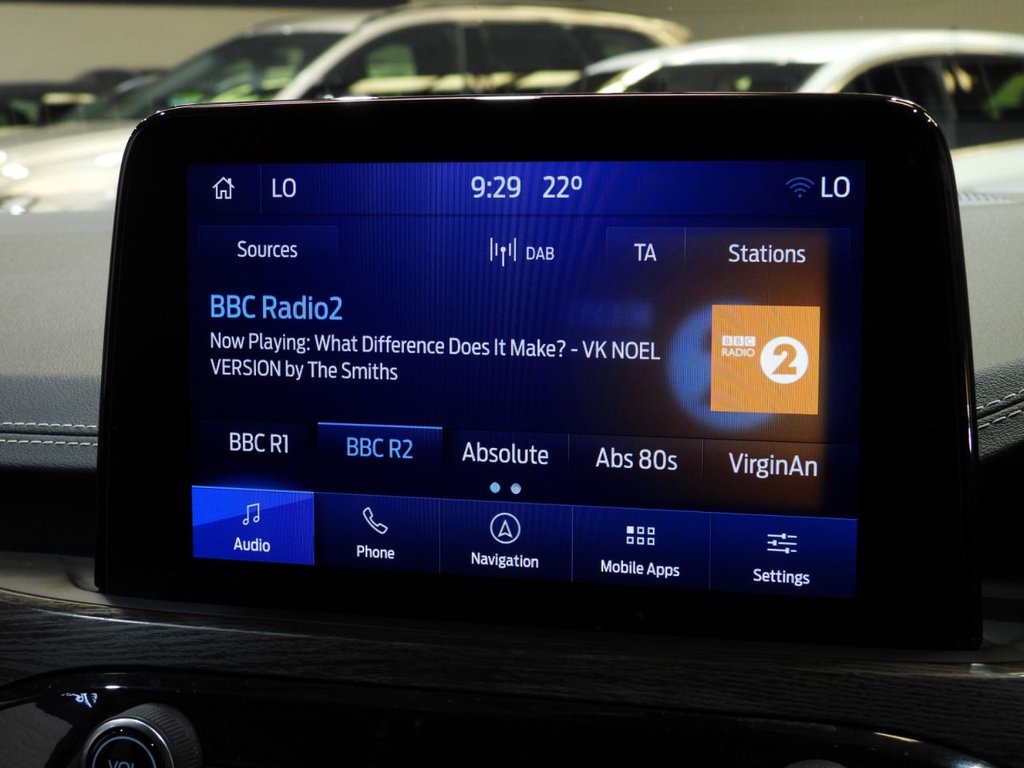 LO 9:29 22º LO
Sources DAB TA Stations
BBC Radio2
Now Playing: What Difference Does It Make? - VK NOEL
VERSION by The Smiths
BBC
RADIO 2
BBC R1 BBC R2 Absolute Abs 80s VirginAn
Audio Phone Navigation Mobile Apps Settings
VOL